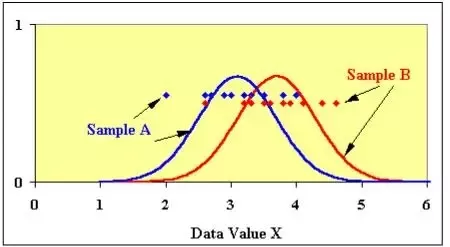 1
Sample B
Sample A
0
0 1 2 3 4 5 6
Data Value X